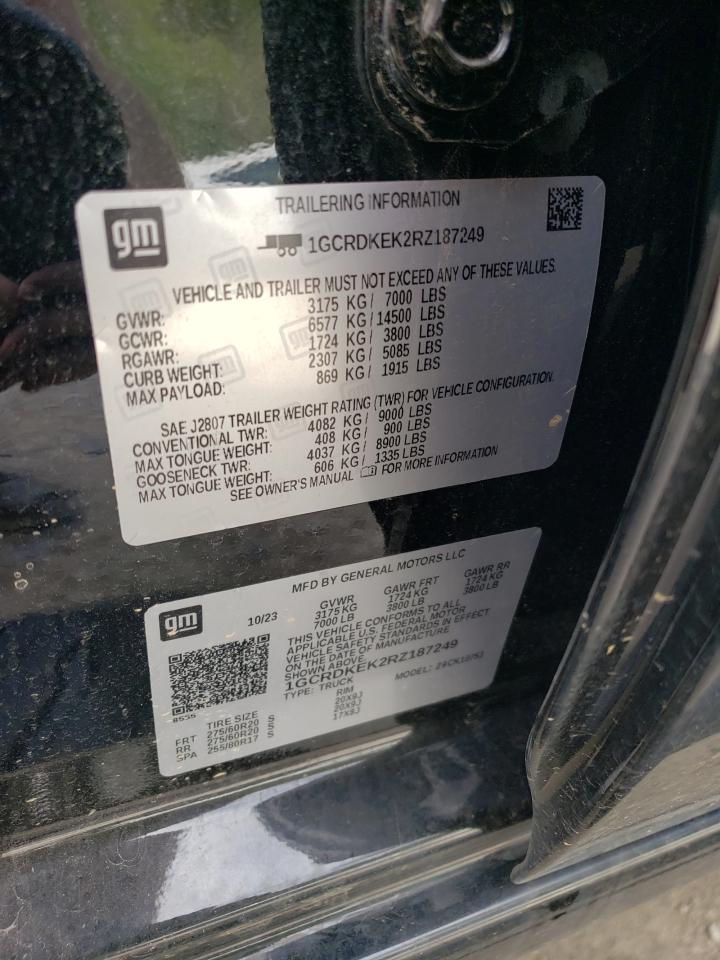 gm
TRAILERING INFORMATION
1GCRDKEK2RZ187249
VEHICLE AND TRAILER MUST NOT EXCEED ANY OF THESE VALUES.
GVWR: 3175 KG / 7000 LBS
GCWR: 6577 KG / 14500 LBS
RGAWR: 1724 KG / 3800 LBS
CURB WEIGHT: 2307 KG / 5085 LBS
MAX PAYLOAD: 869 KG / 1915 LBS
SAE J2807 TRAILER WEIGHT RATING (TWR) FOR VEHICLE CONFIGURATION.
CONVENTIONAL TWR: 4082 KG / 9000 LBS
MAX TONGUE WEIGHT: 408 KG / 900 LBS
GOOSENECK TWR: 4037 KG / 8900 LBS
MAX TONGUE WEIGHT: 606 KG / 1335 LBS
SEE OWNER'S MANUAL FOR MORE INFORMATION
gm
MFD BY GENERAL MOTORS LLC
10/23
GVWR GAWR FRT GAWR RR
3175 KG 1724 KG 1724 KG
7000 LB 3800 LB 3800 LB
THIS VEHICLE CONFORMS TO ALL
APPLICABLE U.S. FEDERAL MOTOR
VEHICLE SAFETY STANDARDS IN EFFECT
ON THE DATE OF MANUFACTURE
SHOWN ABOVE.
1GCRDKEK2RZ187249
TYPE: TRUCK MODEL:
8535
TIRE SIZE RIM
FRT 275/60R20 S 20X9J
RR 275/60R20 S 20X9J
SPA 255/80R17 S 17X8J